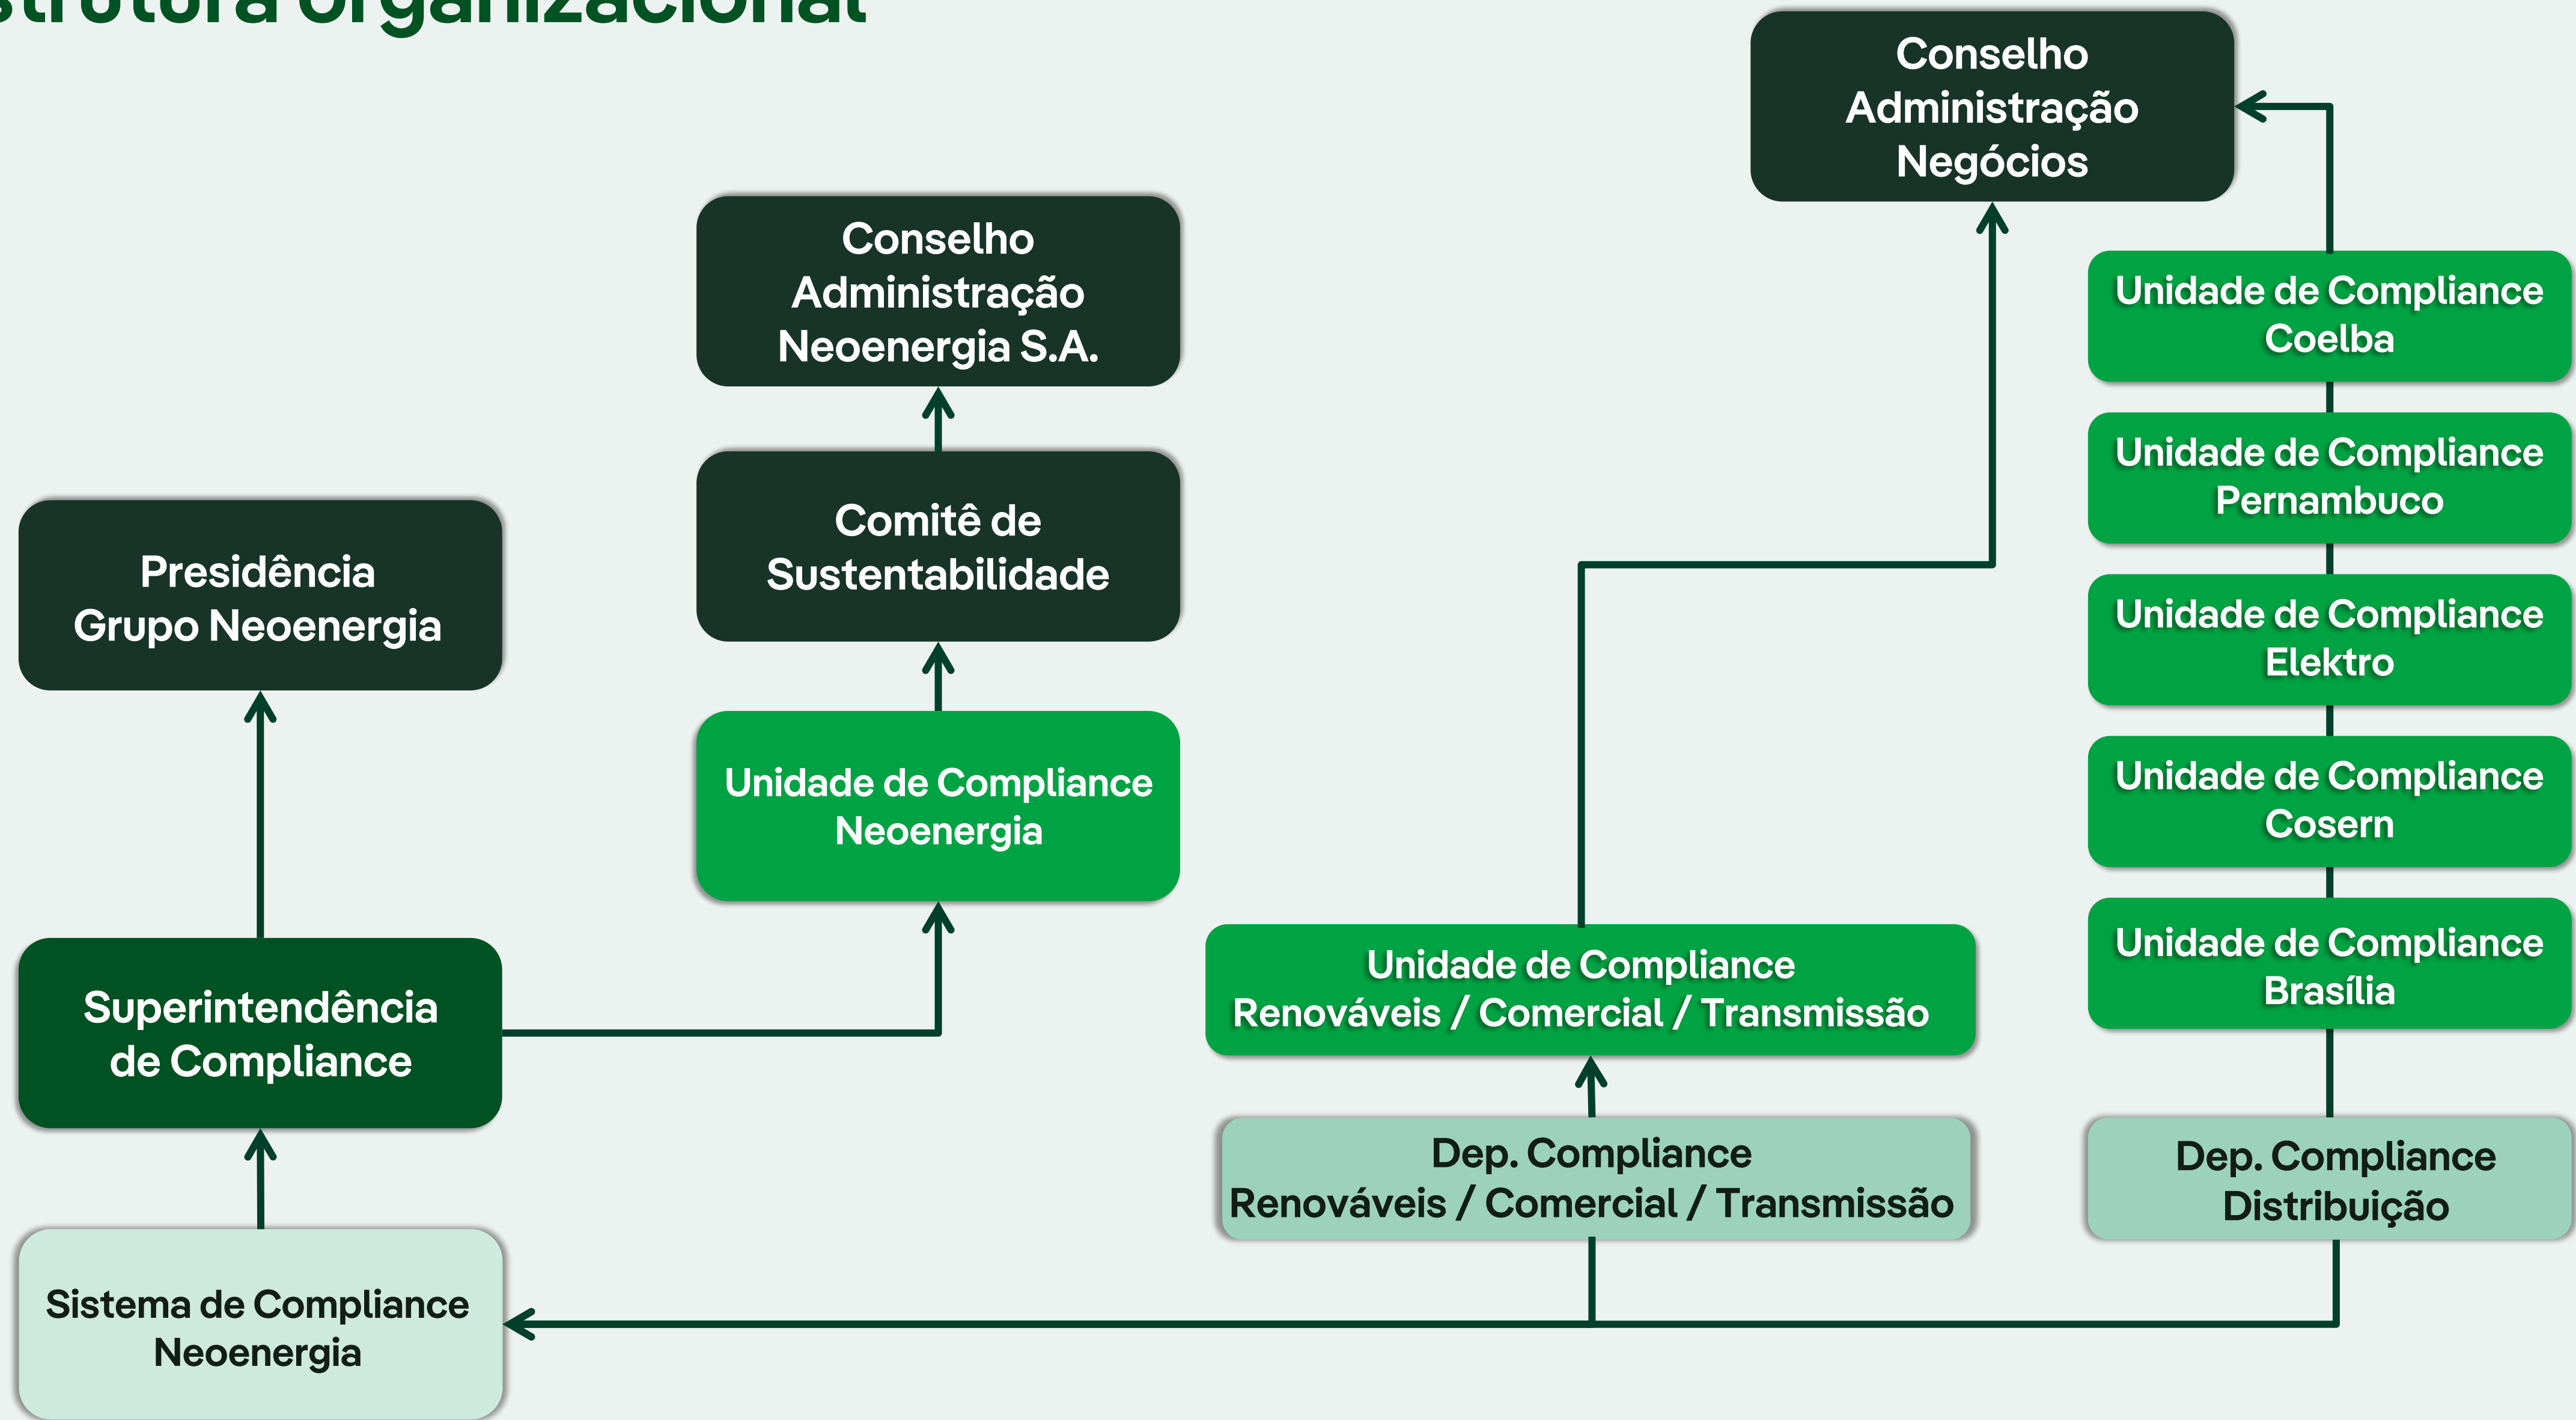 strutura organizacional
Conselho
Administração
Negócios
Conselho
Administração
Neoenergia S.A.
Unidade de Compliance
Coelba
Unidade de Compliance
Pernambuco
Comitê de
Sustentabilidade
Presidência
Grupo Neoenergia
Unidade de Compliance
Elektro
Unidade de Compliance
Neoenergia
Unidade de Compliance
Cosern
Superintendência
de Compliance
Unidade de Compliance
Renováveis / Comercial / Transmissão
Unidade de Compliance
Brasília
Dep. Compliance
Renováveis / Comercial / Transmissão
Dep. Compliance
Distribuição
Sistema de Compliance
Neoenergia